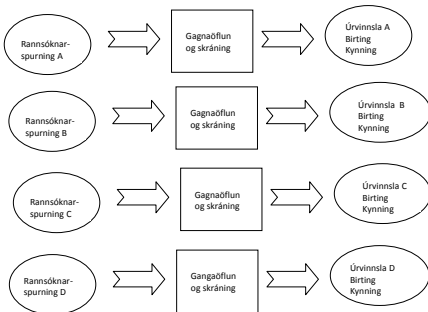 Rannsóknar-
spurning A
Gagnaöflun
og skráning
Úrvinnsla A
Birting
Kynning
Rannsóknar-
spurning B
Gagnaöflun
og skráning
Úrvinnsla B
Birting
Kynning
Rannsóknar-
spurning C
Gagnaöflun
og skráning
Úrvinnsla C
Birting
Kynning
Rannsóknar-
spurning D
Gangaöflun
og skráning
Úrvinnsla D
Birting
Kynning